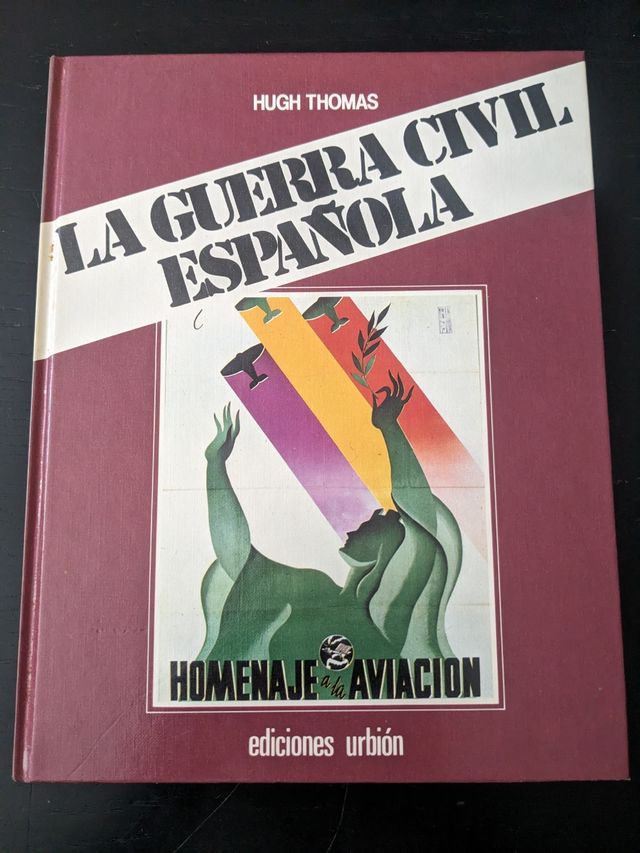 HUGH THOMAS
LA GUERRA CIVIL
ESPAÑOLA
HOMENAJE a la AVIACION
ediciones urbión